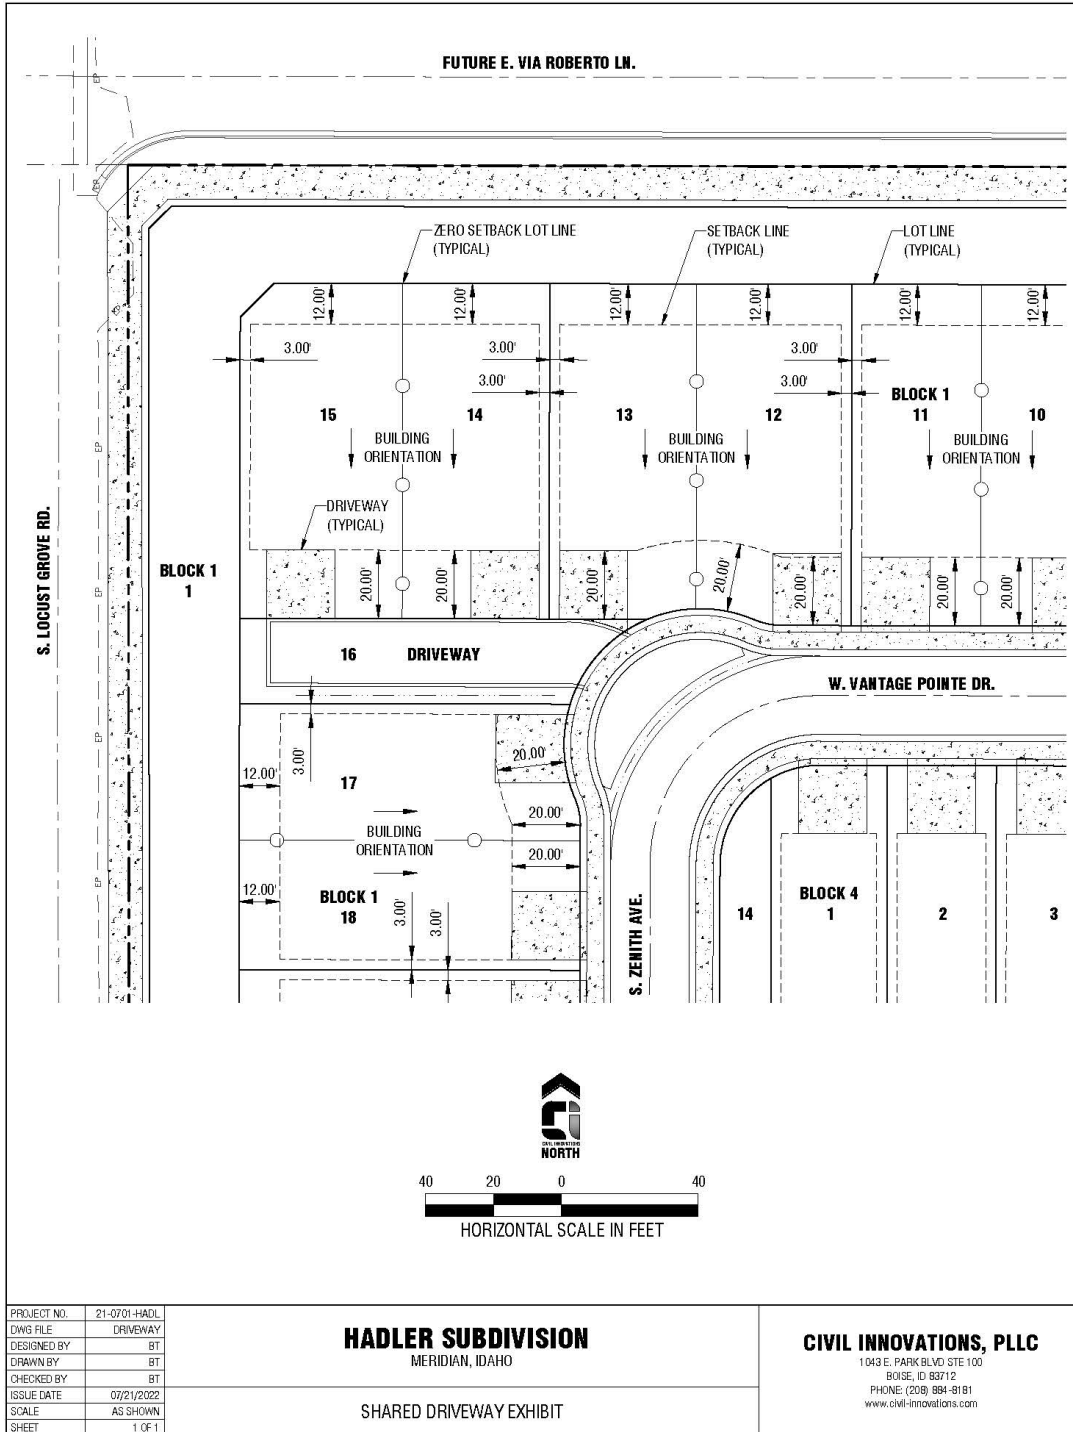 FUTURE E. VIA ROBERTO LN.
EP
EP
ZERO SETBACK LOT LINE
(TYPICAL)
SETBACK LINE
(TYPICAL)
LOT LINE
(TYPICAL)
12.00'
12.00'
12.00'
12.00'
12.00'
12.00'
EP
3.00'
3.00'
3.00'
3.00'
3.00'
BLOCK 1
15
14
13
12
11
10
BUILDING
ORIENTATION
BUILDING
ORIENTATION
BUILDING
ORIENTATION
EP
DRIVEWAY
(TYPICAL)
S. LOCUST GROVE RD.
BLOCK 1
1
EP
20.00'
20.00'
20.00'
20.00'
20.00'
20.00'
20.00'
16
DRIVEWAY
W. VANTAGE POINTE DR.
EP
3.00'
20.00'
12.00'
17
20.00'
BUILDING
ORIENTATION
20.00'
EP
12.00'
BLOCK 1
18
3.00'
3.00'
S. ZENITH AVE.
14
BLOCK 4
1
2
3
CIVIL INNOVATIONS
NORTH
40 20 0 40
HORIZONTAL SCALE IN FEET
PROJECT NO. 21-0701-HADL
DWG FILE DRIVEWAY
DESIGNED BY BT
DRAWN BY BT
CHECKED BY BT
ISSUE DATE 07/21/2022
SCALE AS SHOWN
SHEET 1 OF 1
HADLER SUBDIVISION
MERIDIAN, IDAHO
SHARED DRIVEWAY EXHIBIT
CIVIL INNOVATIONS, PLLC
1043 E. PARK BLVD STE 100
BOISE, ID 83712
PHONE: (208) 884-8181
www.civil-innovations.com